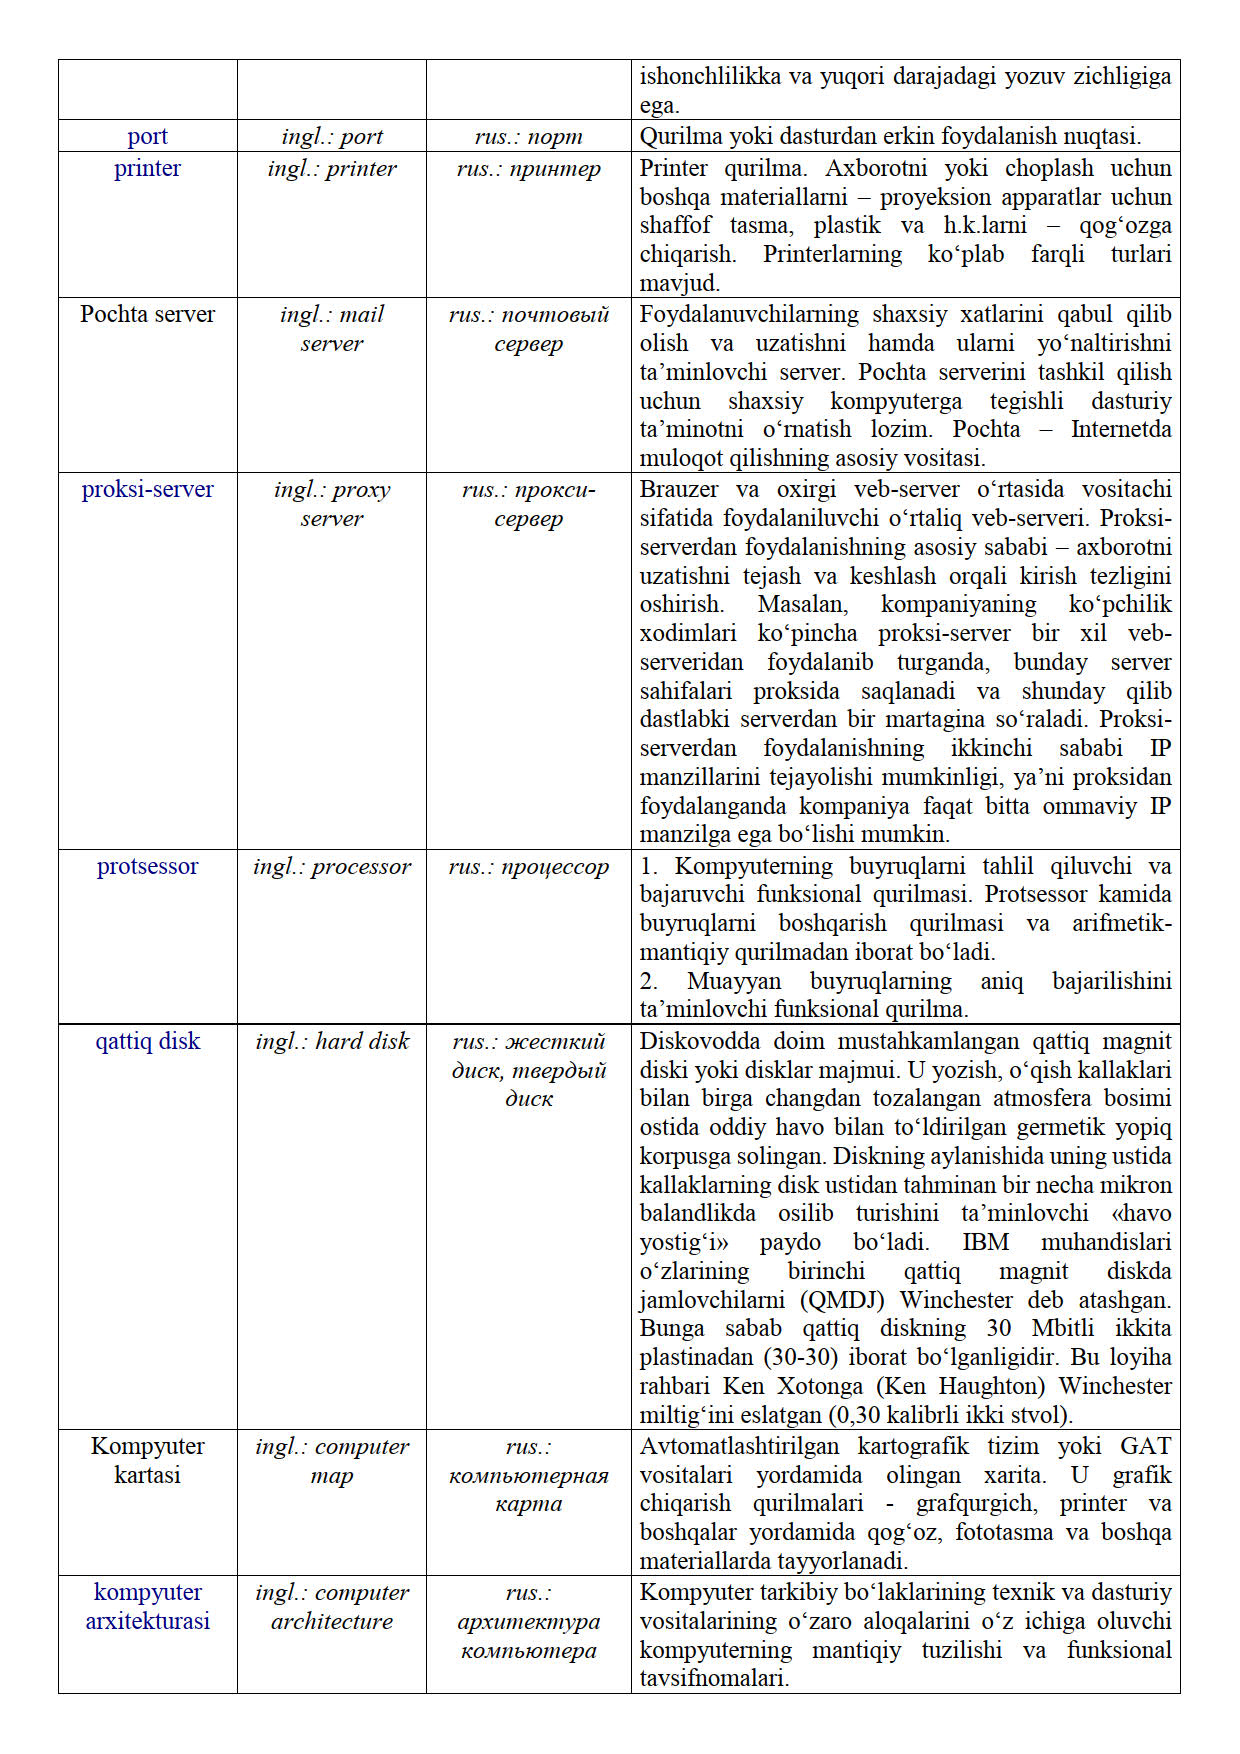 ishonchlilikka va yuqori darajadagi yozuv zichligiga
ega.
port
ingl.: port
rus.: порт
Qurilma yoki dasturdan erkin foydalanish nuqtasi.
printer
ingl.: printer
rus.: принтер
Printer qurilma. Axborotni yoki choplash uchun
boshqa materiallarni – proyeksion apparatlar uchun
shaffof tasma, plastik va h.k.larni – qog‘ozga
chiqarish. Printerlarning ko‘plab farqli turlari
mavjud.
Pochta server
ingl.: mail
server
rus.: почтовый
сервер
Foydalanuvchilarning shaxsiy xatlarini qabul qilib
olish va uzatishni hamda ularni yo‘naltirishni
ta’minlovchi server. Pochta serverini tashkil qilish
uchun shaxsiy kompyuterga tegishli dasturiy
ta’minotni o‘rnatish lozim. Pochta – Internetda
muloqot qilishning asosiy vositasi.
proksi-server
ingl.: proxy
server
rus.: прокси-
сервер
Brauzer va oxirgi veb-server o‘rtasida vositachi
sifatida foydalaniluvchi o‘rtaliq veb-serveri. Proksi-
serverdan foydalanishning asosiy sababi – axborotni
uzatishni tejash va keshlash orqali kirish tezligini
oshirish. Masalan, kompaniyaning ko‘pchilik
xodimlari ko‘pincha proksi-server bir xil veb-
serveridan foydalanib turganda, bunday server
sahifalari proksida saqlanadi va shunday qilib
dastlabki serverdan bir martagina so‘raladi. Proksi-
serverdan foydalanishning ikkinchi sababi IP
manzillarini tejayolishi mumkinligi, ya’ni proksidan
foydalanganda kompaniya faqat bitta ommaviy IP
manzilga ega bo‘lishi mumkin.
protsessor
ingl.: processor
rus.: процессор
1. Kompyuterning buyruqlarni tahlil qiluvchi va
bajaruvchi funksional qurilmasi. Protsessor kamida
buyruqlarni boshqarish qurilmasi va arifmetik-
mantiqiy qurilmadan iborat bo‘ladi.
2. Muayyan buyruqlarning aniq bajarilishini
ta’minlovchi funksional qurilma.
qattiq disk
ingl.: hard disk
rus.: жесткий
диск, твердый
диск
Diskovodda doim mustahkamlangan qattiq magnit
diski yoki disklar majmui. U yozish, o‘qish kallaklari
bilan birga changdan tozalangan atmosfera bosimi
ostida oddiy havo bilan to‘ldirilgan germetik yopiq
korpusga solingan. Diskning aylanishida uning ustida
kallaklarning disk ustidan tahminan bir necha mikron
balandlikda osilib turishini ta’minlovchi «havo
yostig‘i» paydo bo‘ladi. IBM muhandislari
o‘zlarining birinchi qattiq magnit diskda
jamlovchilarni (QMDJ) Winchester deb atashgan.
Bunga sabab qattiq diskning 30 Mbitli ikkita
plastinadan (30-30) iborat bo‘lganligidir. Bu loyiha
rahbari Ken Xotonga (Ken Haughton) Winchester
miltig‘ini eslatgan (0,30 kalibrli ikki stvol).
Kompyuter
kartasi
ingl.: computer
map
rus.:
компьютерная
карта
Avtomatlashtirilgan kartografik tizim yoki GAT
vositalari yordamida olingan xarita. U grafik
chiqarish qurilmalari - grafqurgich, printer va
boshqalar yordamida qog‘oz, fototasma va boshqa
materiallarda tayyorlanadi.
kompyuter
arxitekturasi
ingl.: computer
architecture
rus.:
архитектура
компьютера
Kompyuter tarkibiy bo‘laklarining texnik va dasturiy
vositalarining o‘zaro aloqalarini o‘z ichiga oluvchi
kompyuterning mantiqiy tuzilishi va funksional
tavsifnomalari.